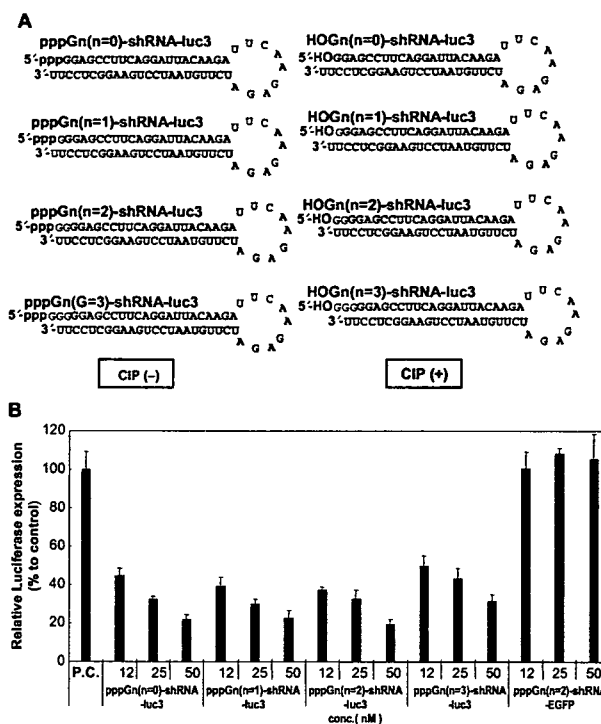 A
pppGn(n=0)-shRNA-luc3
5´-pppGGAGCCUUCAGGAUUACAAGA
3´-UUCCUCGGAAGUCCUAAUGUUCU
U U C A A G A G A
HOGn(n=0)-shRNA-luc3
5´-HOGGAGCCUUCAGGAUUACAAGA
3´-UUCCUCGGAAGUCCUAAUGUUCU
U U C A A G A G A
pppGn(n=1)-shRNA-luc3
5´-pppGGGAGCCUUCAGGAUUACAAGA
3´-UUCCUCGGAAGUCCUAAUGUUCU
U U C A A G A G A
HOGn(n=1)-shRNA-luc3
5´-HOGGGAGCCUUCAGGAUUACAAGA
3´-UUCCUCGGAAGUCCUAAUGUUCU
U U C A A G A G A
pppGn(n=2)-shRNA-luc3
5´-pppGGGGAGCCUUCAGGAUUACAAGA
3´-UUCCUCGGAAGUCCUAAUGUUCU
U U C A A G A G A
HOGn(n=2)-shRNA-luc3
5´-HOGGGGAGCCUUCAGGAUUACAAGA
3´-UUCCUCGGAAGUCCUAAUGUUCU
U U C A A G A G A
pppGn(G=3)-shRNA-luc3
5´-pppGGGGGAGCCUUCAGGAUUACAAGA
3´-UUCCUCGGAAGUCCUAAUGUUCU
U U C A A G A G A
HOGn(n=3)-shRNA-luc3
5´-HOGGGGGAGCCUUCAGGAUUACAAGA
3´-UUCCUCGGAAGUCCUAAUGUUCU
U U C A A G A G A
CIP (–)
CIP (+)
B
Relative Luciferase expression
(% to control)
120
100
80
60
40
20
0
P.C. 12 25 50 12 25 50 12 25 50 12 25 50 12 25 50
pppGn(n=0)-shRNA pppGn(n=1)-shRNA pppGn(n=2)-shRNA pppGn(n=3)-shRNA pppGn(n=2)-shRNA
-luc3 -luc3 -luc3 -luc3 -EGFP
conc.( nM)